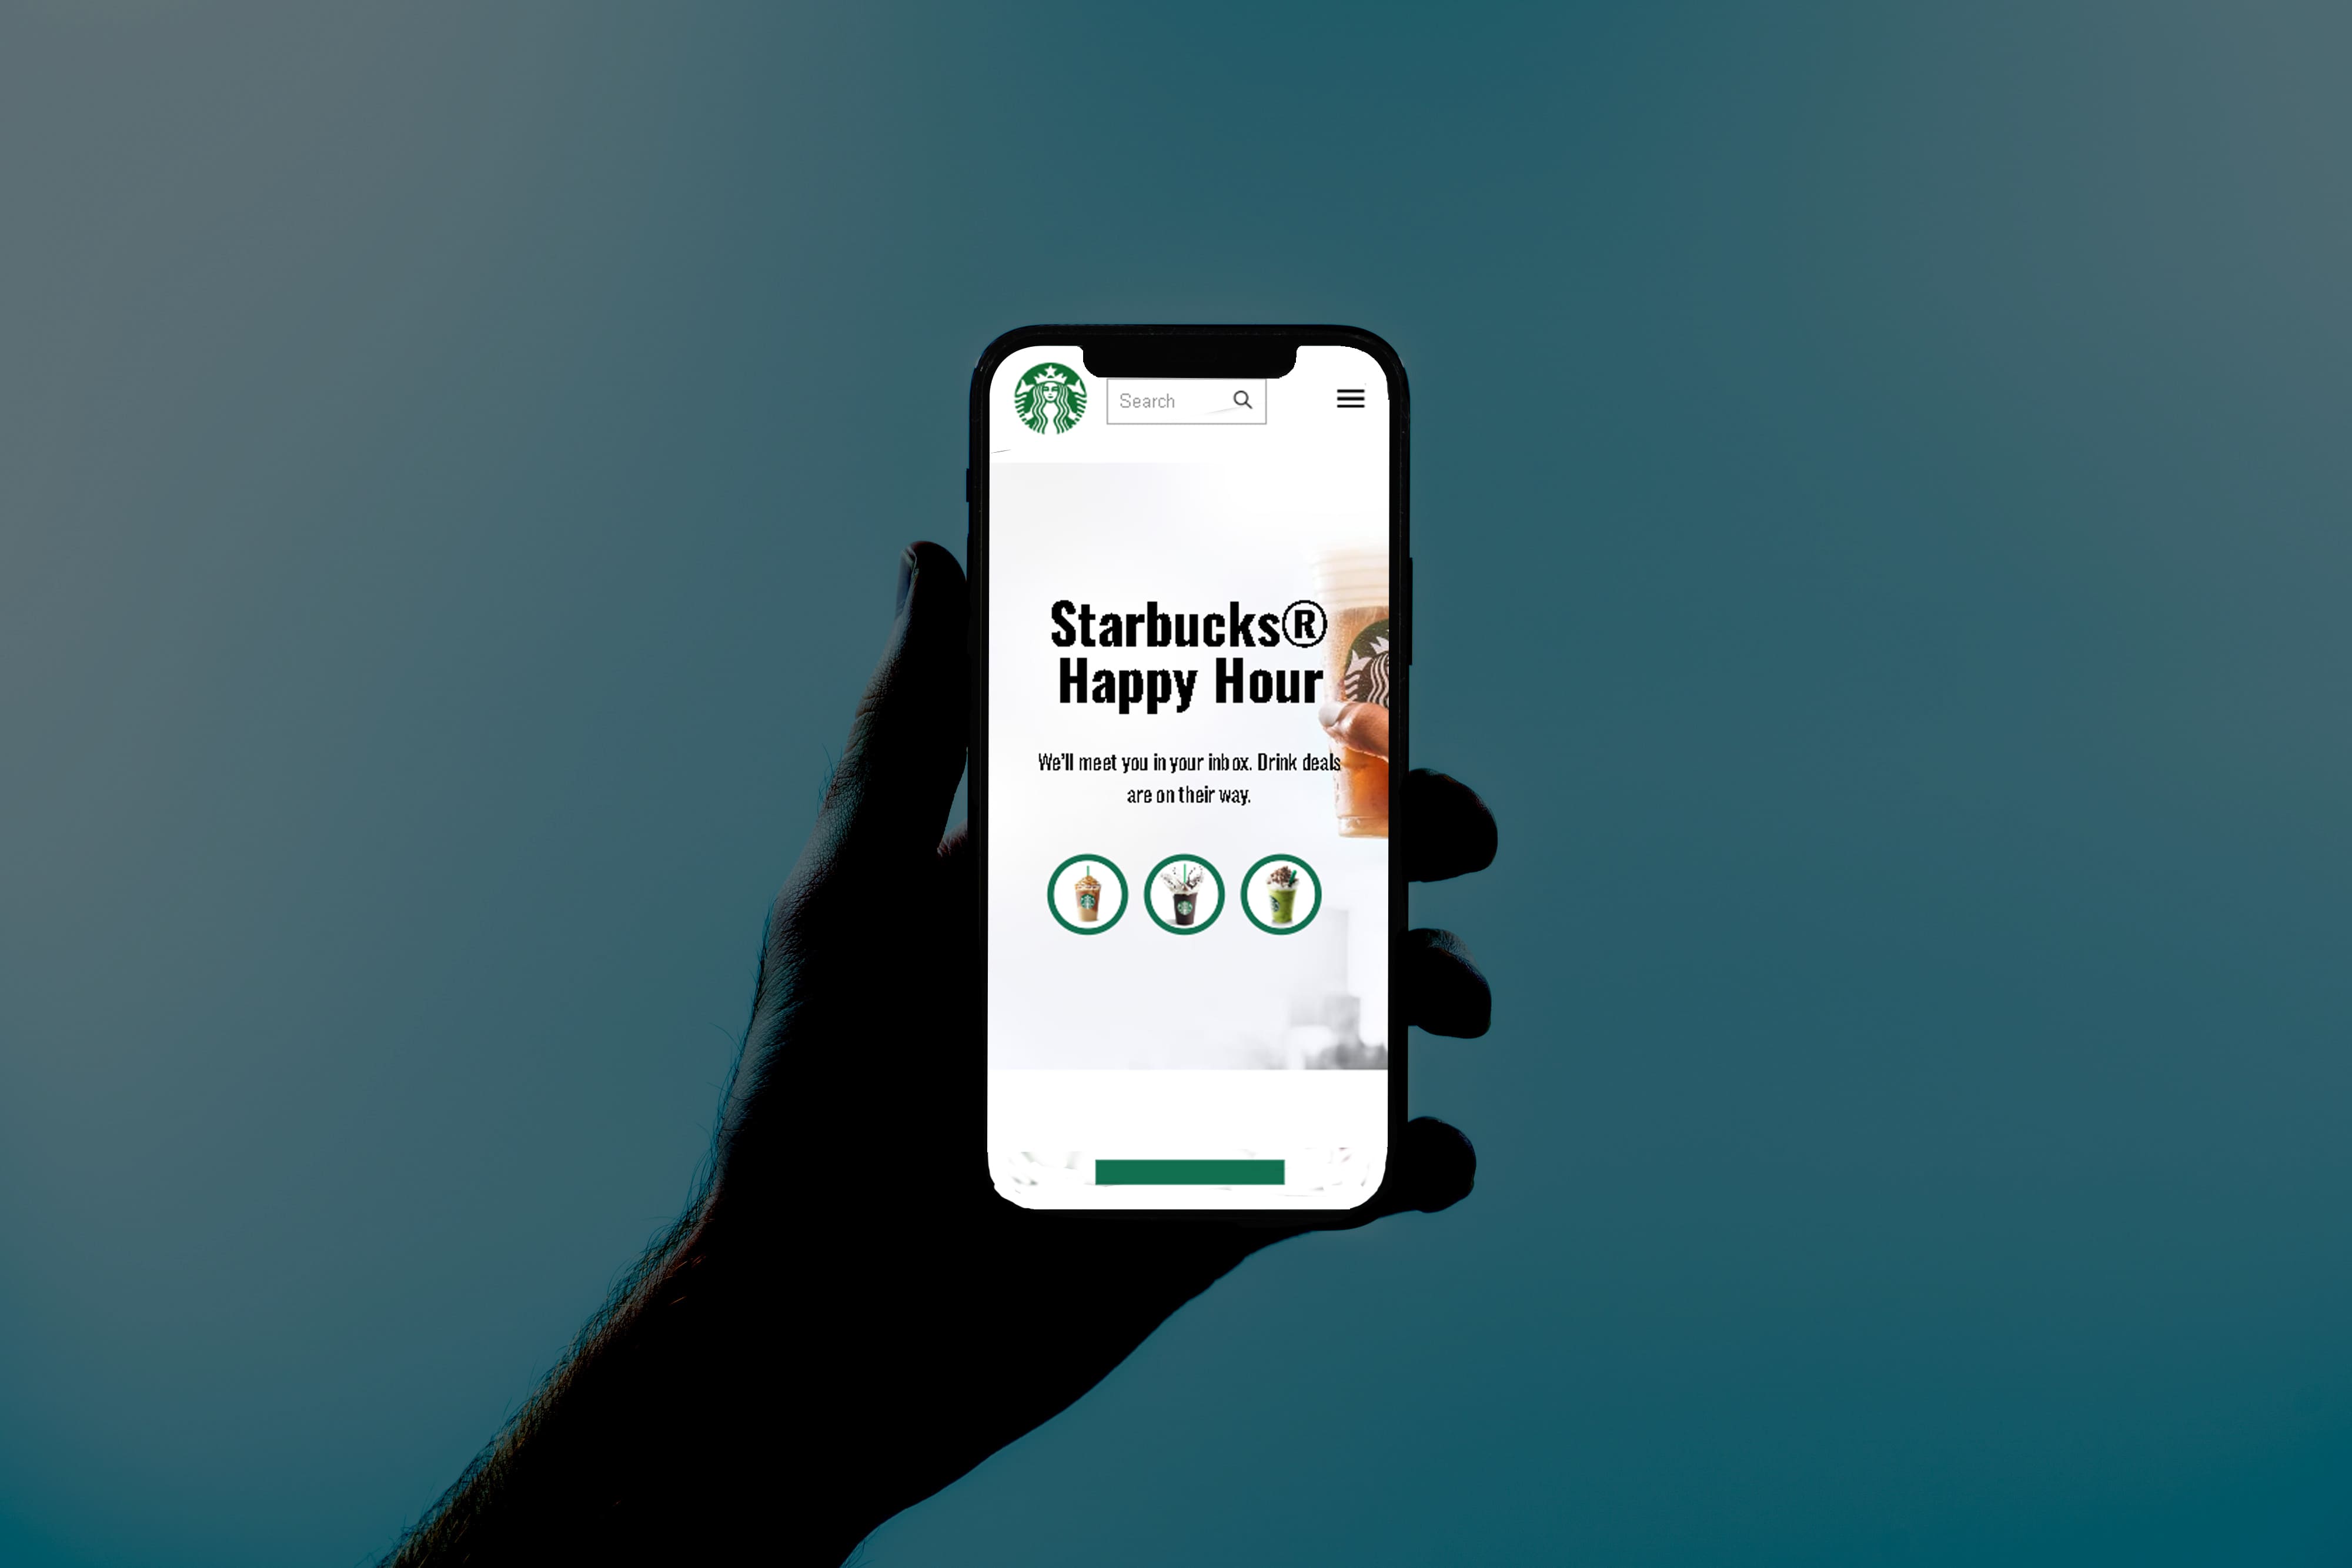 Search
Starbucks®
Happy Hour
We'll meet you in your inbox. Drink deals
are on their way.